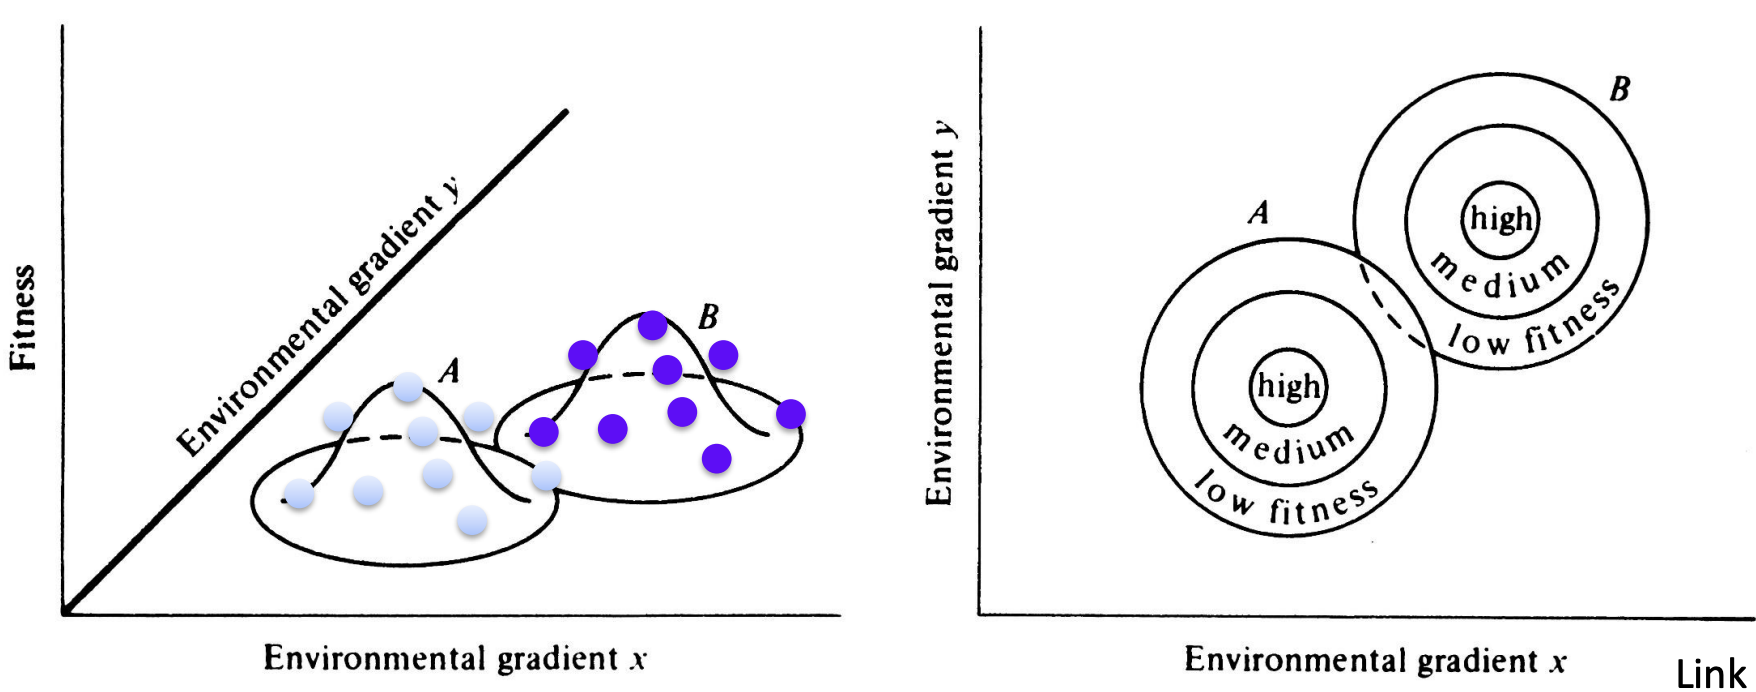 Fitness
Environmental gradient y
A
B
Environmental gradient x
Environmental gradient y
B
high
medium
low fitness
A
high
medium
low fitness
Environmental gradient x
Link